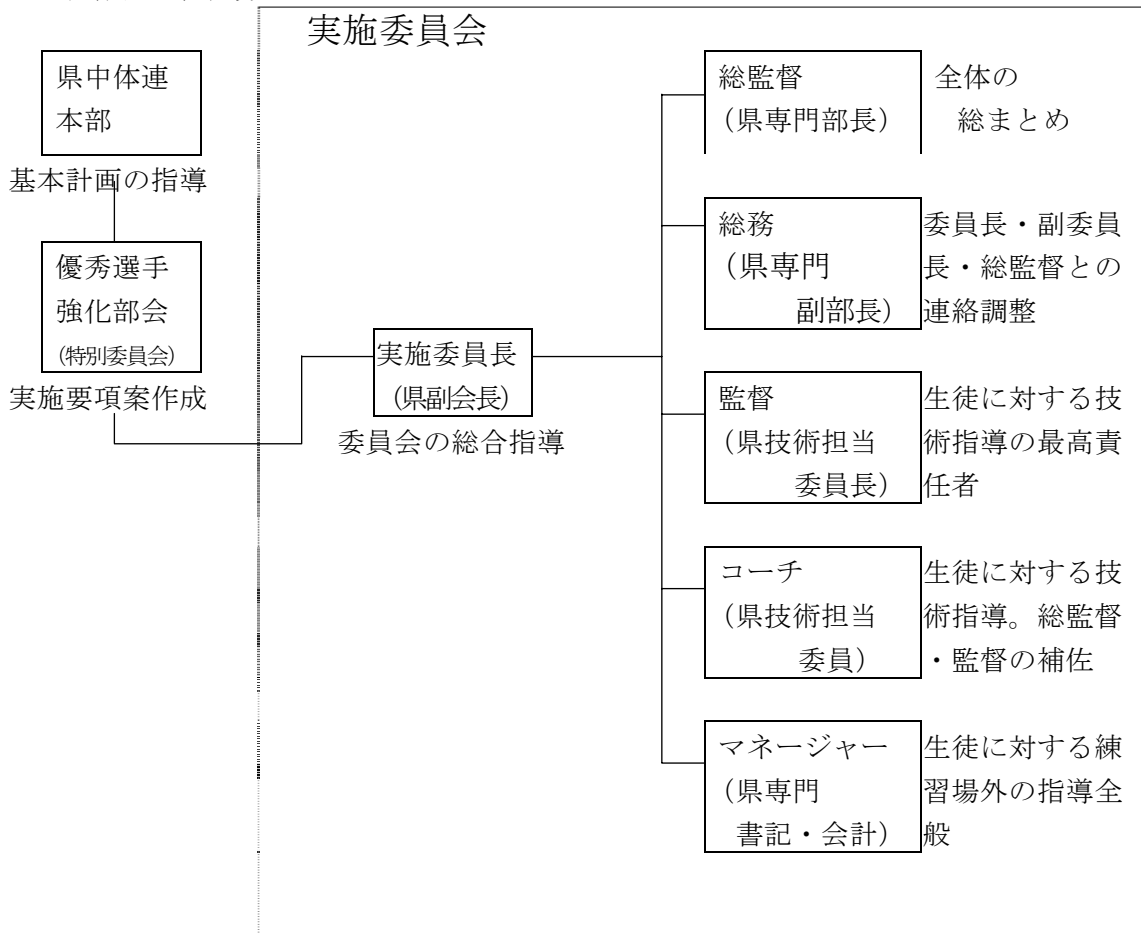 実施委員会
県中体連
本部
基本計画の指導
優秀選手
強化部会
(特別委員会)
実施要項案作成
実施委員長
(県副会長)
委員会の総合指導
総監督
(県専門部長)
全体の
総まとめ
総務
(県専門
副部長)
委員長・副委員
長・総監督との
連絡調整
監督
(県技術担当
委員長)
生徒に対する技
術指導の最高責
任者
コーチ
(県技術担当
委員)
生徒に対する技
術指導。総監督
・監督の補佐
マネージャー
(県専門
書記・会計)
生徒に対する練
習場外の指導全
般